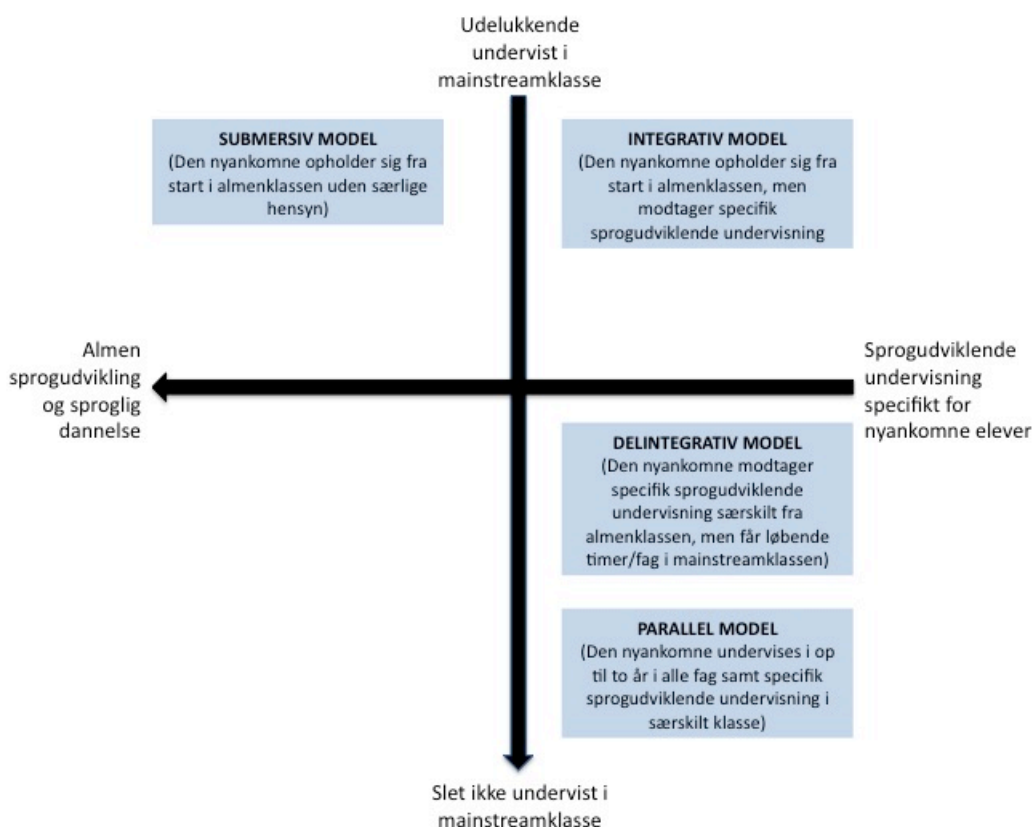 Udelukkende
undervist i
mainstreamklasse
SUBMERSIV MODEL
(Den nyankomne opholder sig fra
start i almenklassen uden særlige
hensyn)
INTEGRATIV MODEL
(Den nyankomne opholder sig fra
start i almenklassen, men
modtager specifik
sprogudviklende undervisning
Almen
sprogudvikling
og sproglig
dannelse
Sprogudviklende
undervisning
specifikt for
nyankomne elever
DELINTEGRATIV MODEL
(Den nyankomne modtager
specifik sprogudviklende
undervisning særskilt fra
almenklassen, men får løbende
timer/fag i mainstreamklassen)
PARALLEL MODEL
(Den nyankomne undervises i op
til to år i alle fag samt specifik
sprogudviklende undervisning i
særskilt klasse)
Slet ikke undervist i
mainstreamklasse